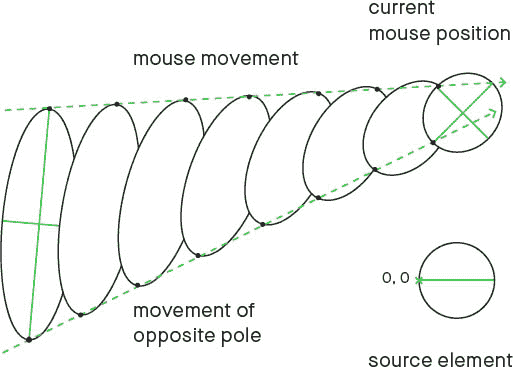 current
mouse position
mouse movement
0, 0
movement of
opposite pole
source element